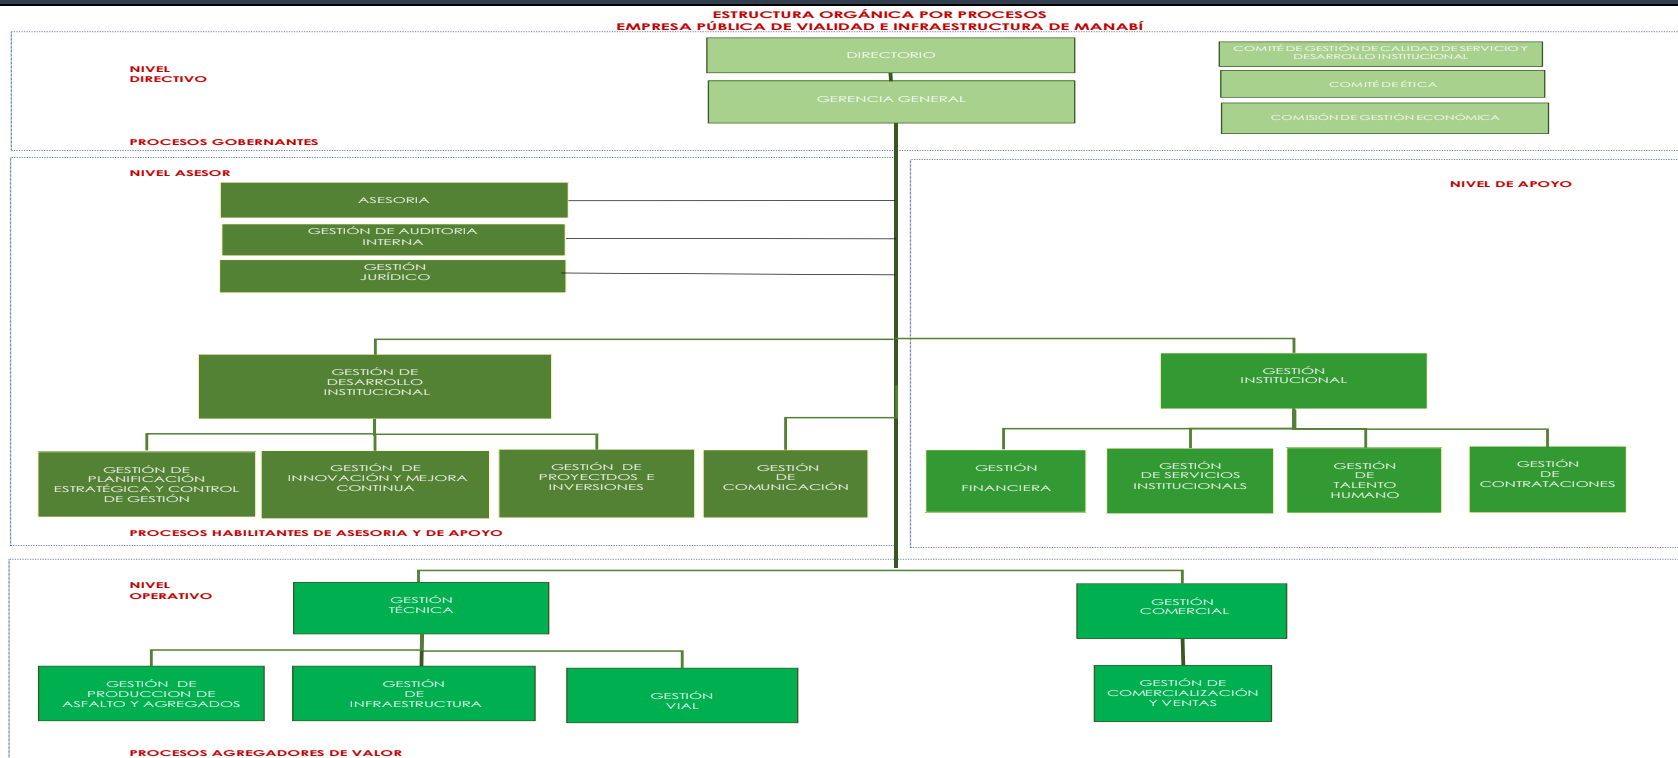 ESTRUCTURA ORGÁNICA POR PROCESOS
EMPRESA PÚBLICA DE VIALIDAD E INFRAESTRUCTURA DE MANABÍ
NIVEL
DIRECTIVO
DIRECTORIO
GERENCIA GENERAL
COMITÉ DE GESTIÓN DE CALIDAD DE SERVICIO Y
DESARROLLO INSTITUCIONAL
COMITÉ DE ÉTICA
COMISIÓN DE GESTIÓN ECONÓMICA
PROCESOS GOBERNANTES
NIVEL ASESOR
ASESORIA
GESTIÓN DE AUDITORIA
INTERNA
GESTIÓN
JURÍDICO
NIVEL DE APOYO
GESTIÓN DE
DESARROLLO
INSTITUCIONAL
GESTIÓN
INSTITUCIONAL
GESTIÓN DE
PLANIFICACIÓN
ESTRATÉGICA Y CONTROL
DE GESTIÓN
GESTIÓN DE
INNOVACIÓN Y MEJORA
CONTINUA
GESTIÓN DE
PROYECTDOS E
INVERSIONES
GESTIÓN
DE
COMUNICACIÓN
GESTIÓN
FINANCIERA
GESTIÓN
DE SERVICIOS
INSTITUCIONALS
GESTIÓN
DE
TALENTO
HUMANO
GESTIÓN
DE
CONTRATACIONES
PROCESOS HABILITANTES DE ASESORIA Y DE APOYO
NIVEL
OPERATIVO
GESTIÓN
TÉCNICA
GESTIÓN
COMERCIAL
GESTIÓN DE
PRODUCCION DE
ASFALTO Y AGREGADOS
GESTIÓN
DE
INFRAESTRUCTURA
GESTIÓN
VIAL
GESTIÓN DE
COMERCIALIZACIÓN
Y VENTAS
PROCESOS AGREGADORES DE VALOR